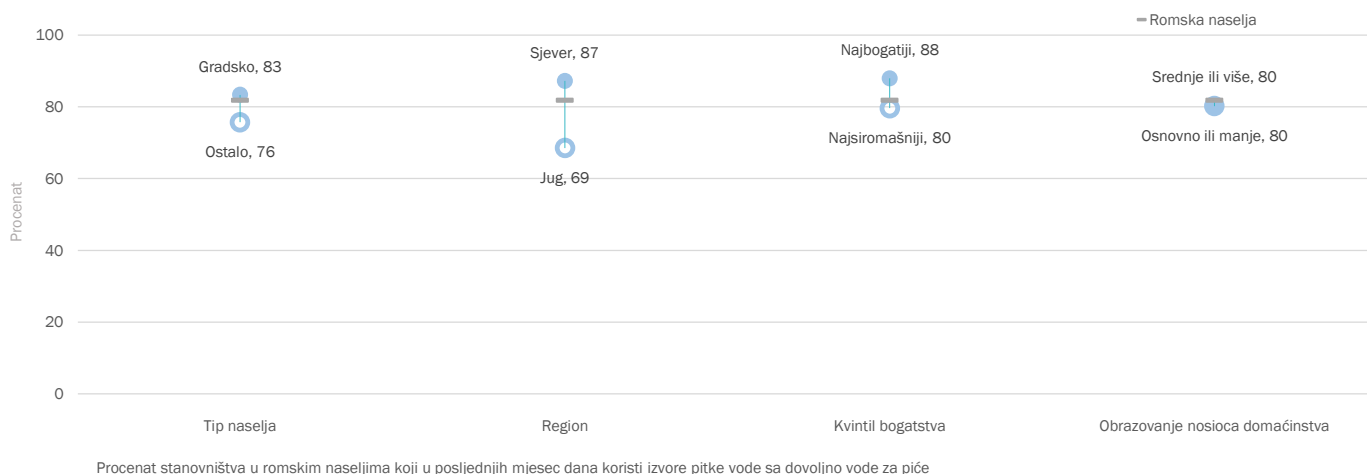 Romska naselja
100
80
60
40
20
0
Procenat
Gradsko, 83
Ostalo, 76
Sjever, 87
Jug, 69
Najbogatiji, 88
Najsiromašniji, 80
Srednje ili više, 80
Osnovno ili manje, 80
Tip naselja
Region
Kvintil bogatstva
Obrazovanje nosioca domaćinstva
Procenat stanovništva u romskim naseljima koji u posljednjih mjesec dana koristi izvore pitke vode sa dovoljno vode za piće